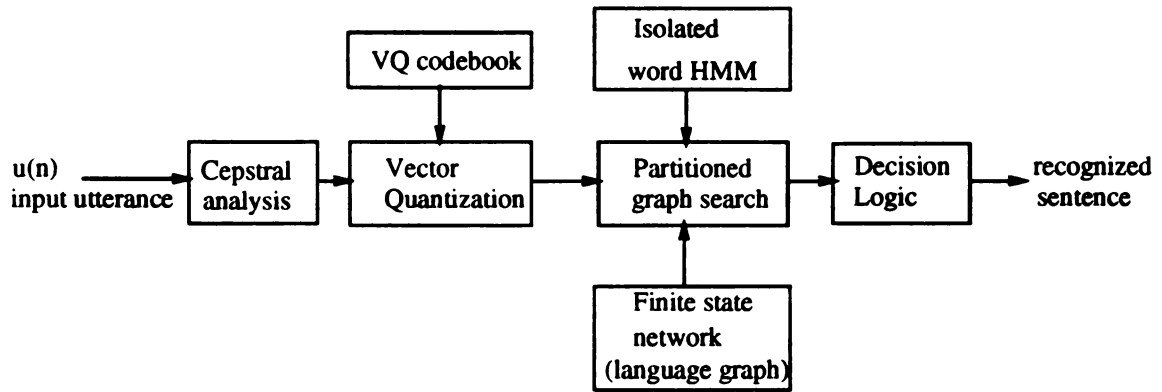 Isolated
word HMM
VQ codebook
u(n)
input utterance
Cepstral
analysis
Vector
Quantization
Partitioned
graph search
Decision
Logic
recognized
sentence
Finite state
network
(language graph)